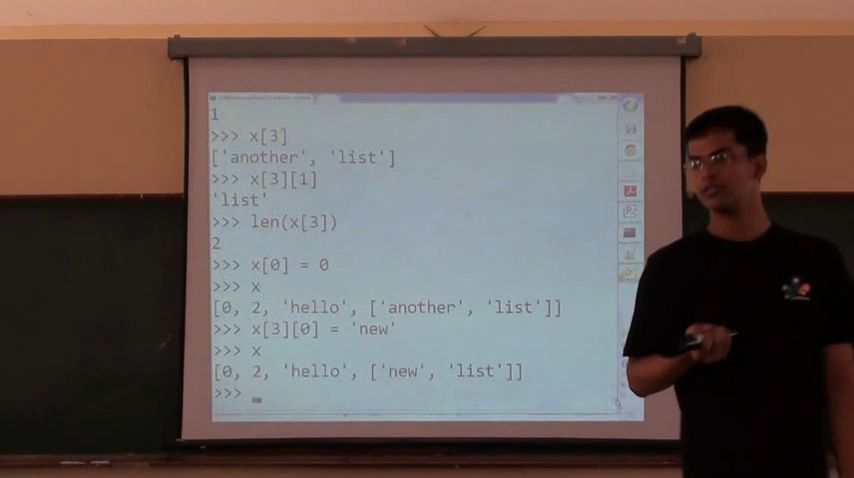 1
>>> x[3]
['another', 'list']
>>> x[3][1]
'list'
>>> len(x[3])
2
>>> x[0] = 0
>>> x
[0, 2, 'hello', ['another', 'list']]
>>> x[3][0] = 'new'
>>> x
[0, 2, 'hello', ['new', 'list']]
>>>